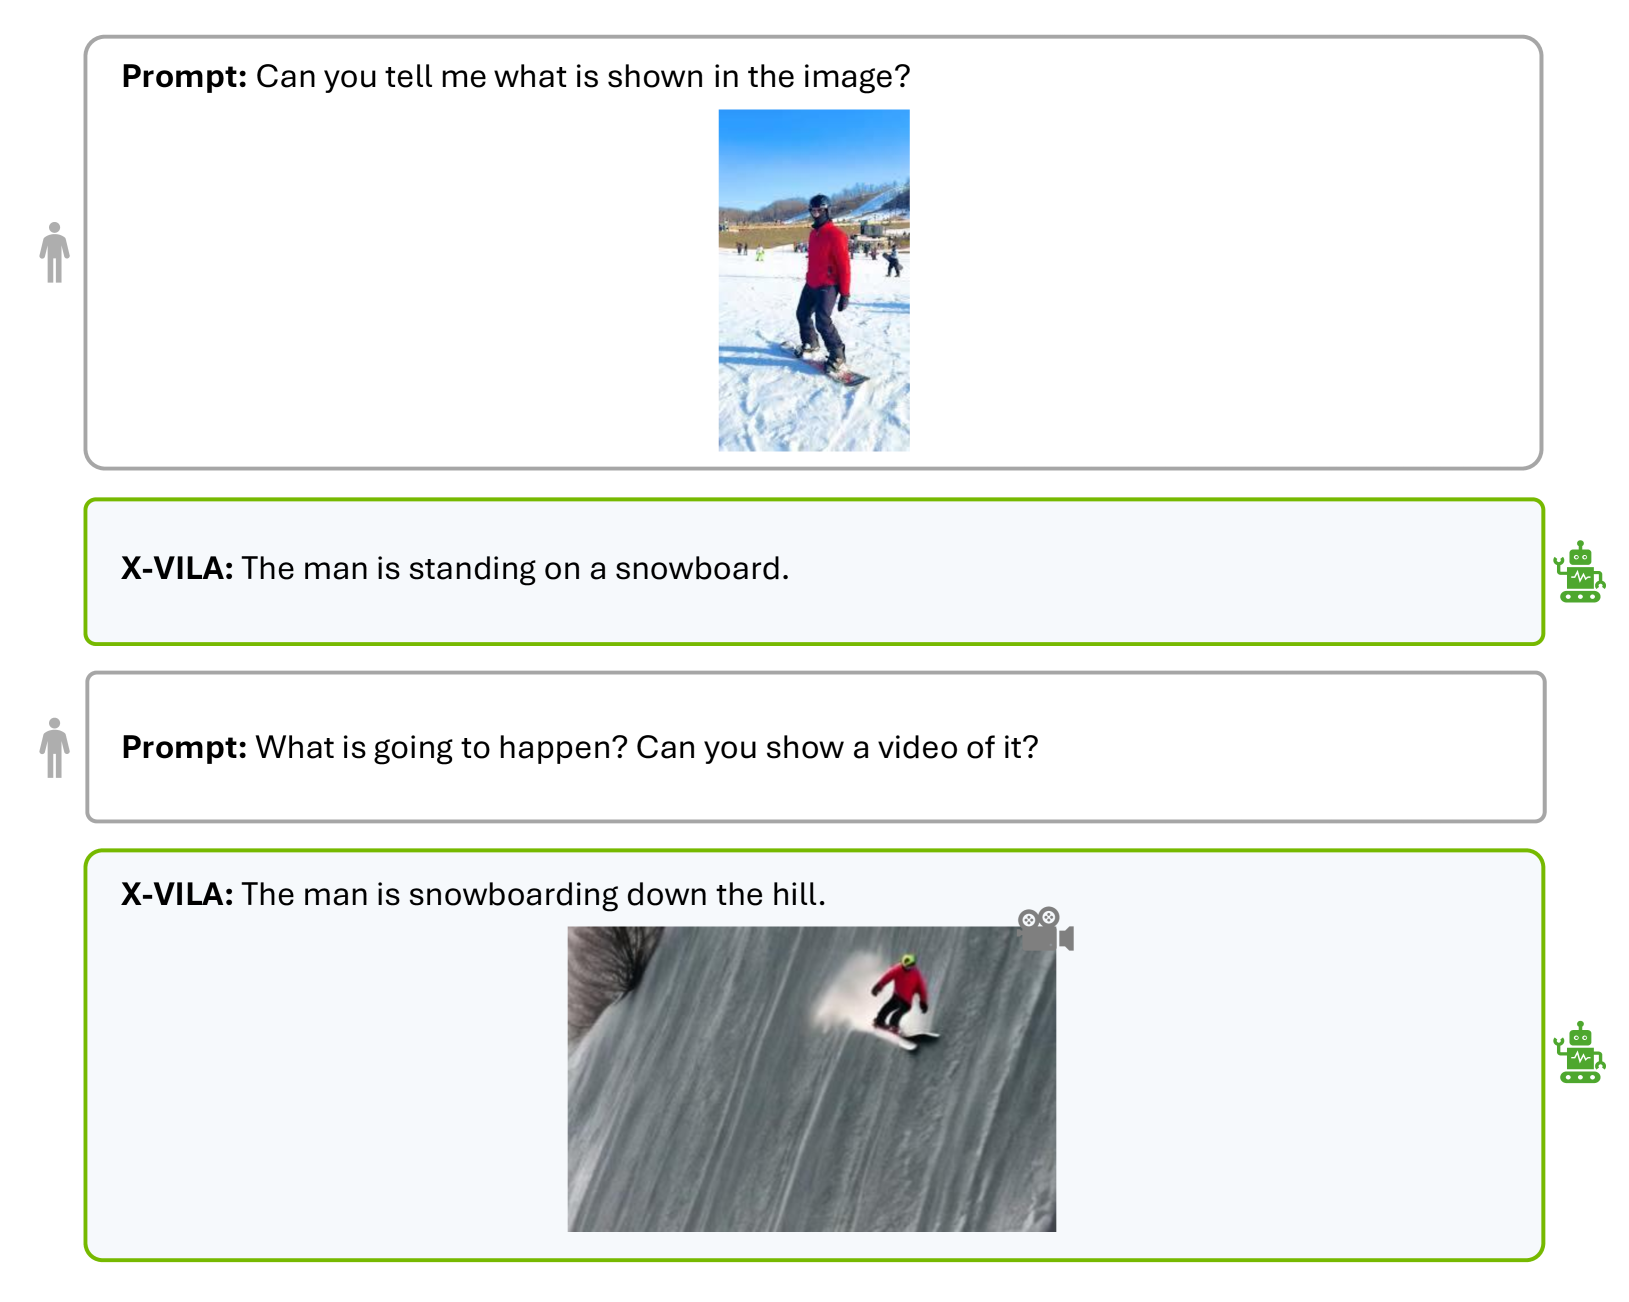 Prompt: Can you tell me what is shown in the image?
X-VILA: The man is standing on a snowboard.
Prompt: What is going to happen? Can you show a video of it?
X-VILA: The man is snowboarding down the hill.